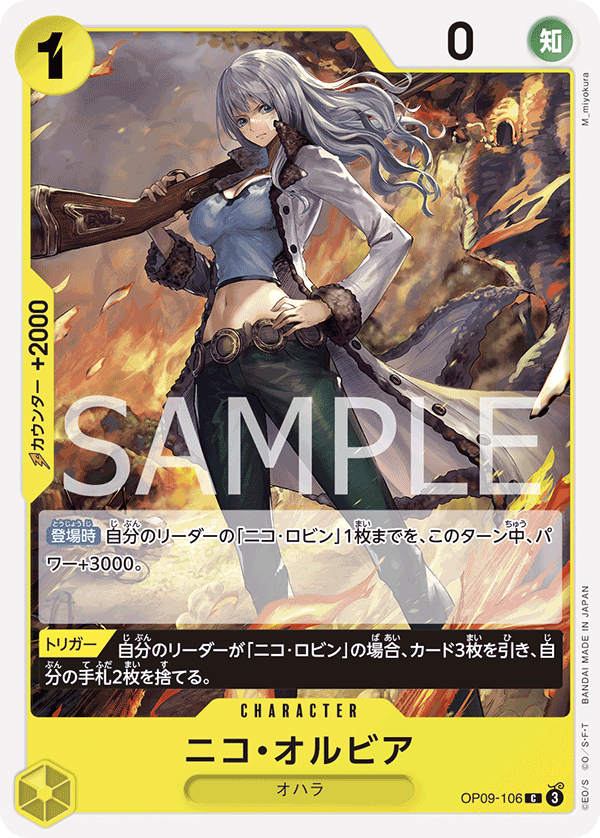 1
0
知
M_miyokura
カウンター +2000
SAMPLE
登場時 自分のリーダーの「ニコ・ロビン」1枚までを、このターン中、パ
ワー+3000。
トリガー 自分のリーダーが「ニコ・ロビン」の場合、カード3枚を引き、自
分の手札2枚を捨てる。
CHARACTER
ニコ・オルビア
オハラ
OP09-106 C 3
©E.O/S ©O/S・F・T BANDAI MADE IN JAPAN